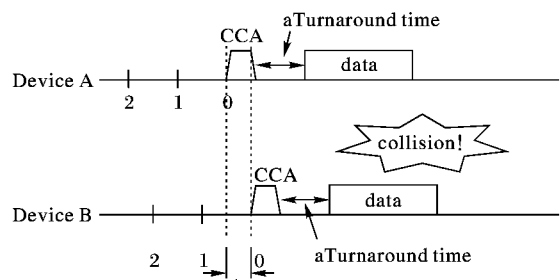 CCA
aTurnaround time
Device A
data
2 1 0
collision!
CCA
Device B
data
2 1 0
aTurnaround time